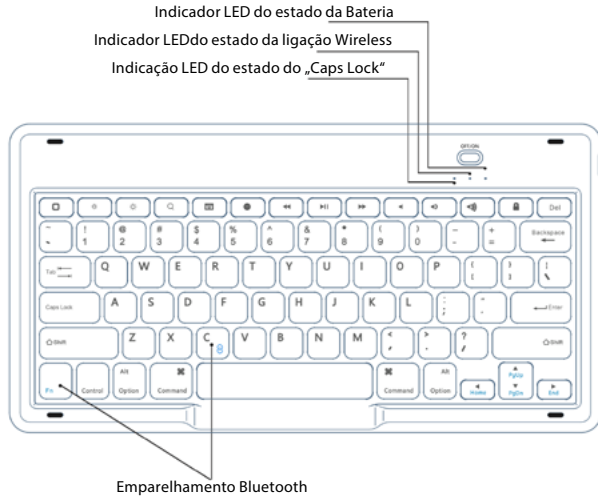 Indicador LED do estado da Bateria
Indicador LEDdo estado da ligação Wireless
Indicação LED do estado do „Caps Lock“
OFF/ON
Del
~ ` ! 1 @ 2 # 3 $ 4 % 5 ^ 6 & 7 * 8 ( 9 ) 0 _ - + = Backspace
Tab Q W E R T Y U I O P { [ } ] | \
Caps Lock A S D F G H J K L : ; Enter
Shift Z X C V B N M < , > . ? / Shift
Fn Control Alt Option Command Command Alt Option Home PgUp PgDn End
Emparelhamento Bluetooth